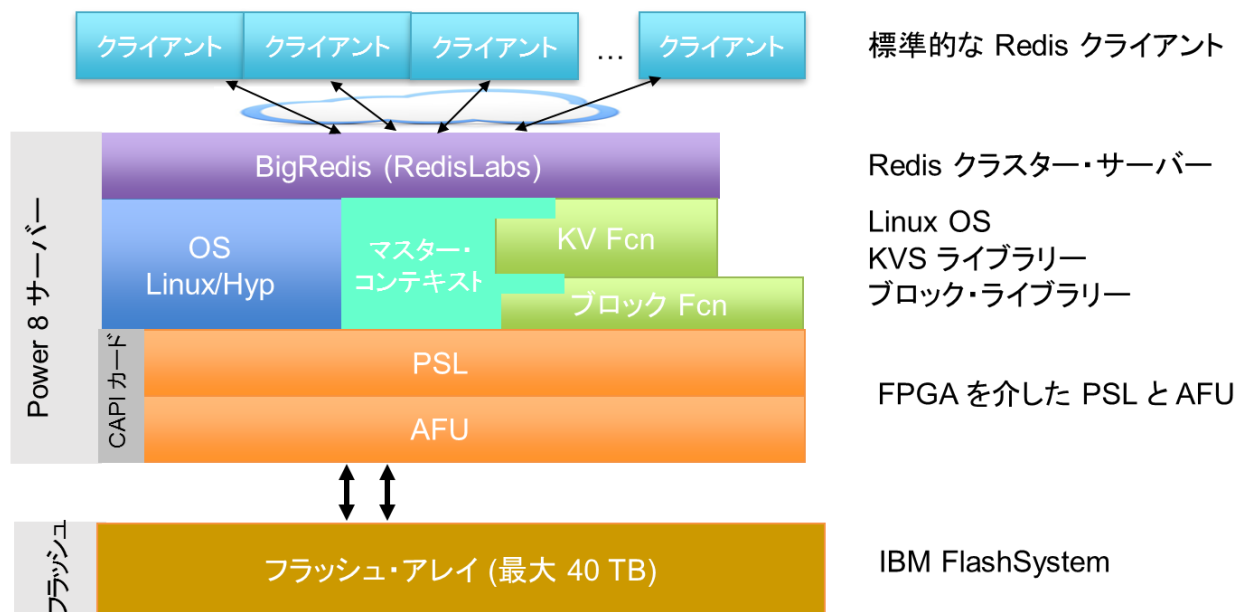 クライアント
クライアント
クライアント
...
クライアント
標準的な Redis クライアント
Power 8 サーバー
BigRedis (RedisLabs)
Redis クラスター・サーバー
OS
Linux/Hyp
マスター・
コンテキスト
KV Fcn
ブロック Fcn
Linux OS
KVS ライブラリー
ブロック・ライブラリー
CAPI カード
PSL
AFU
FPGA を介した PSL と AFU
フラッシュ
フラッシュ・アレイ (最大 40 TB)
IBM FlashSystem